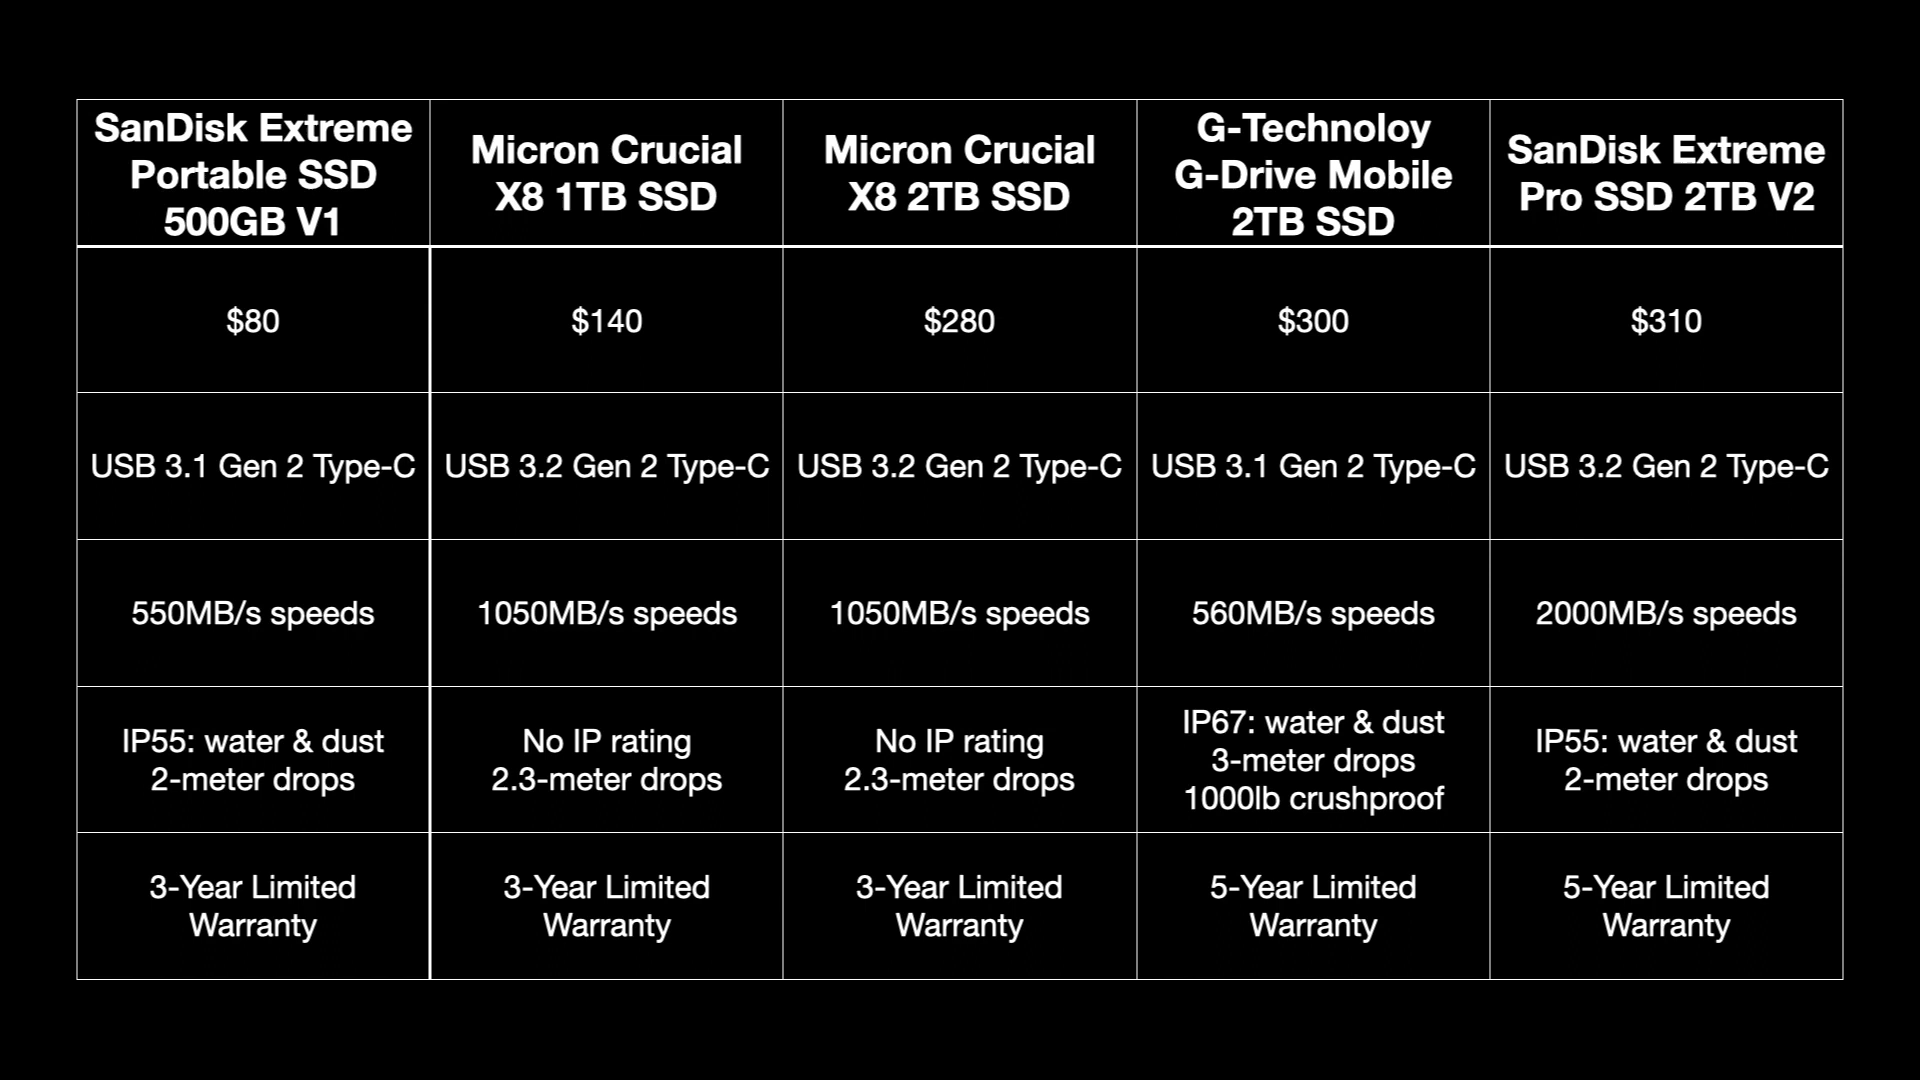 SanDisk Extreme
Portable SSD
500GB V1
Micron Crucial
X8 1TB SSD
Micron Crucial
X8 2TB SSD
G-Technoloy
G-Drive Mobile
2TB SSD
SanDisk Extreme
Pro SSD 2TB V2
$80
$140
$280
$300
$310
USB 3.1 Gen 2 Type-C
USB 3.2 Gen 2 Type-C
USB 3.2 Gen 2 Type-C
USB 3.1 Gen 2 Type-C
USB 3.2 Gen 2 Type-C
550MB/s speeds
1050MB/s speeds
1050MB/s speeds
560MB/s speeds
2000MB/s speeds
IP55: water & dust
2-meter drops
No IP rating
2.3-meter drops
No IP rating
2.3-meter drops
IP67: water & dust
3-meter drops
1000lb crushproof
IP55: water & dust
2-meter drops
3-Year Limited
Warranty
3-Year Limited
Warranty
3-Year Limited
Warranty
5-Year Limited
Warranty
5-Year Limited
Warranty